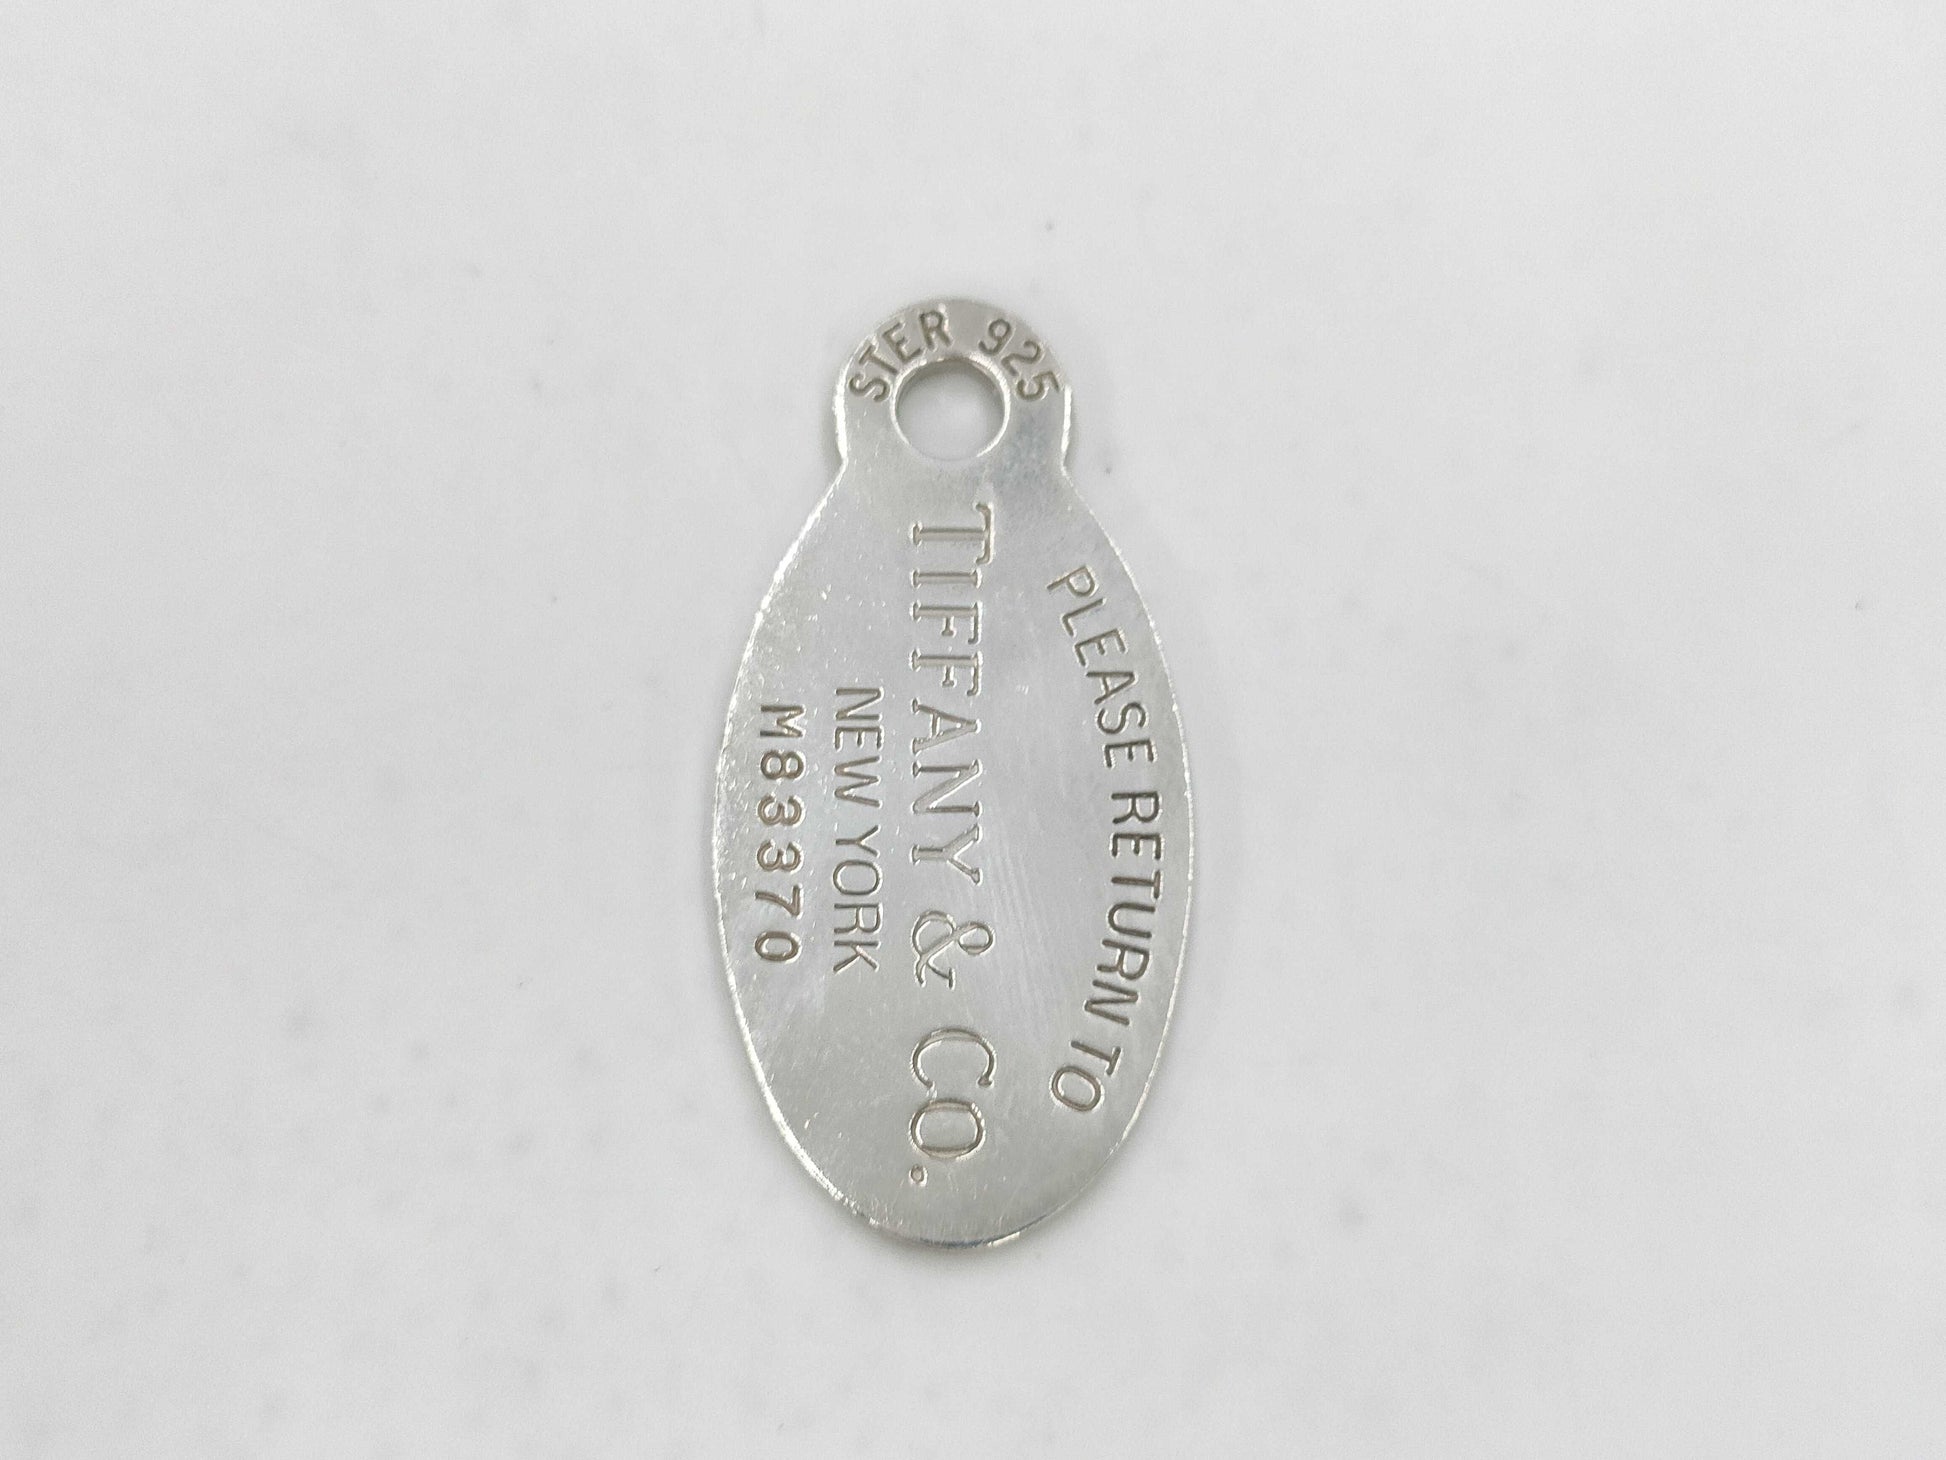 STER 925
PLEASE RETURN TO
TIFFANY & CO.
NEW YORK
M83370